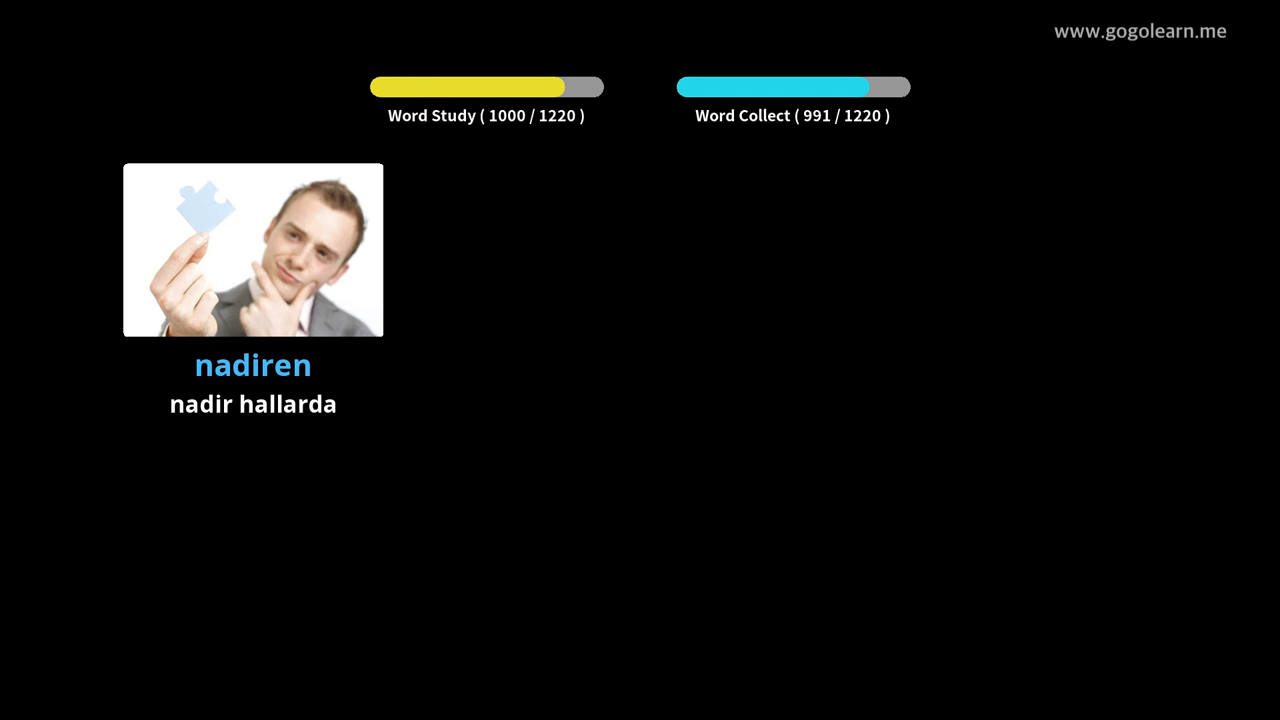 www.gogolearn.me
Word Study ( 1000 / 1220 )
Word Collect ( 991 / 1220 )
nadiren
nadir hallarda